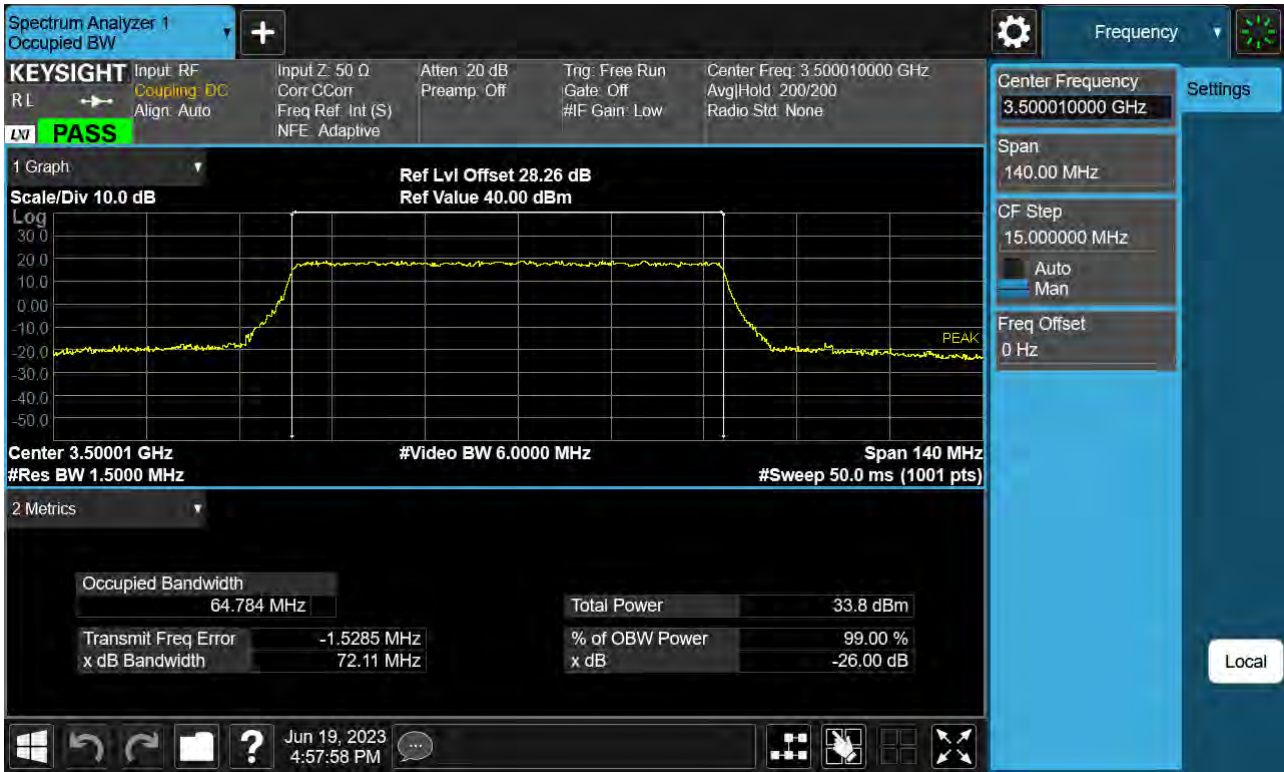 Spectrum Analyzer 1
Occupied BW
+
Frequency
KEYSIGHT
RL
LXI PASS
Input: RF
Coupling: DC
Align: Auto
Input Z: 50 Ω
Corr CCorr
Freq Ref: Int (S)
NFE: Adaptive
Atten: 20 dB
Preamp: Off
Trig: Free Run
Gate: Off
#IF Gain: Low
Center Freq: 3.500010000 GHz
Avg|Hold: 200/200
Radio Std: None
Center Frequency
3.500010000 GHz
Settings
Span
140.00 MHz
CF Step
15.000000 MHz
Auto
Man
Freq Offset
0 Hz
Local
1 Graph
Ref Lvl Offset 28.26 dB
Scale/Div 10.0 dB
Ref Value 40.00 dBm
Log
30.0
20.0
10.0
0.00
-10.0
-20.0
-30.0
-40.0
-50.0
PEAK
Center 3.50001 GHz
#Video BW 6.0000 MHz
Span 140 MHz
#Res BW 1.5000 MHz
#Sweep 50.0 ms (1001 pts)
2 Metrics
Occupied Bandwidth
64.784 MHz
Total Power 33.8 dBm
Transmit Freq Error -1.5285 MHz
% of OBW Power 99.00 %
x dB Bandwidth 72.11 MHz
x dB -26.00 dB
?
Jun 19, 2023
4:57:58 PM